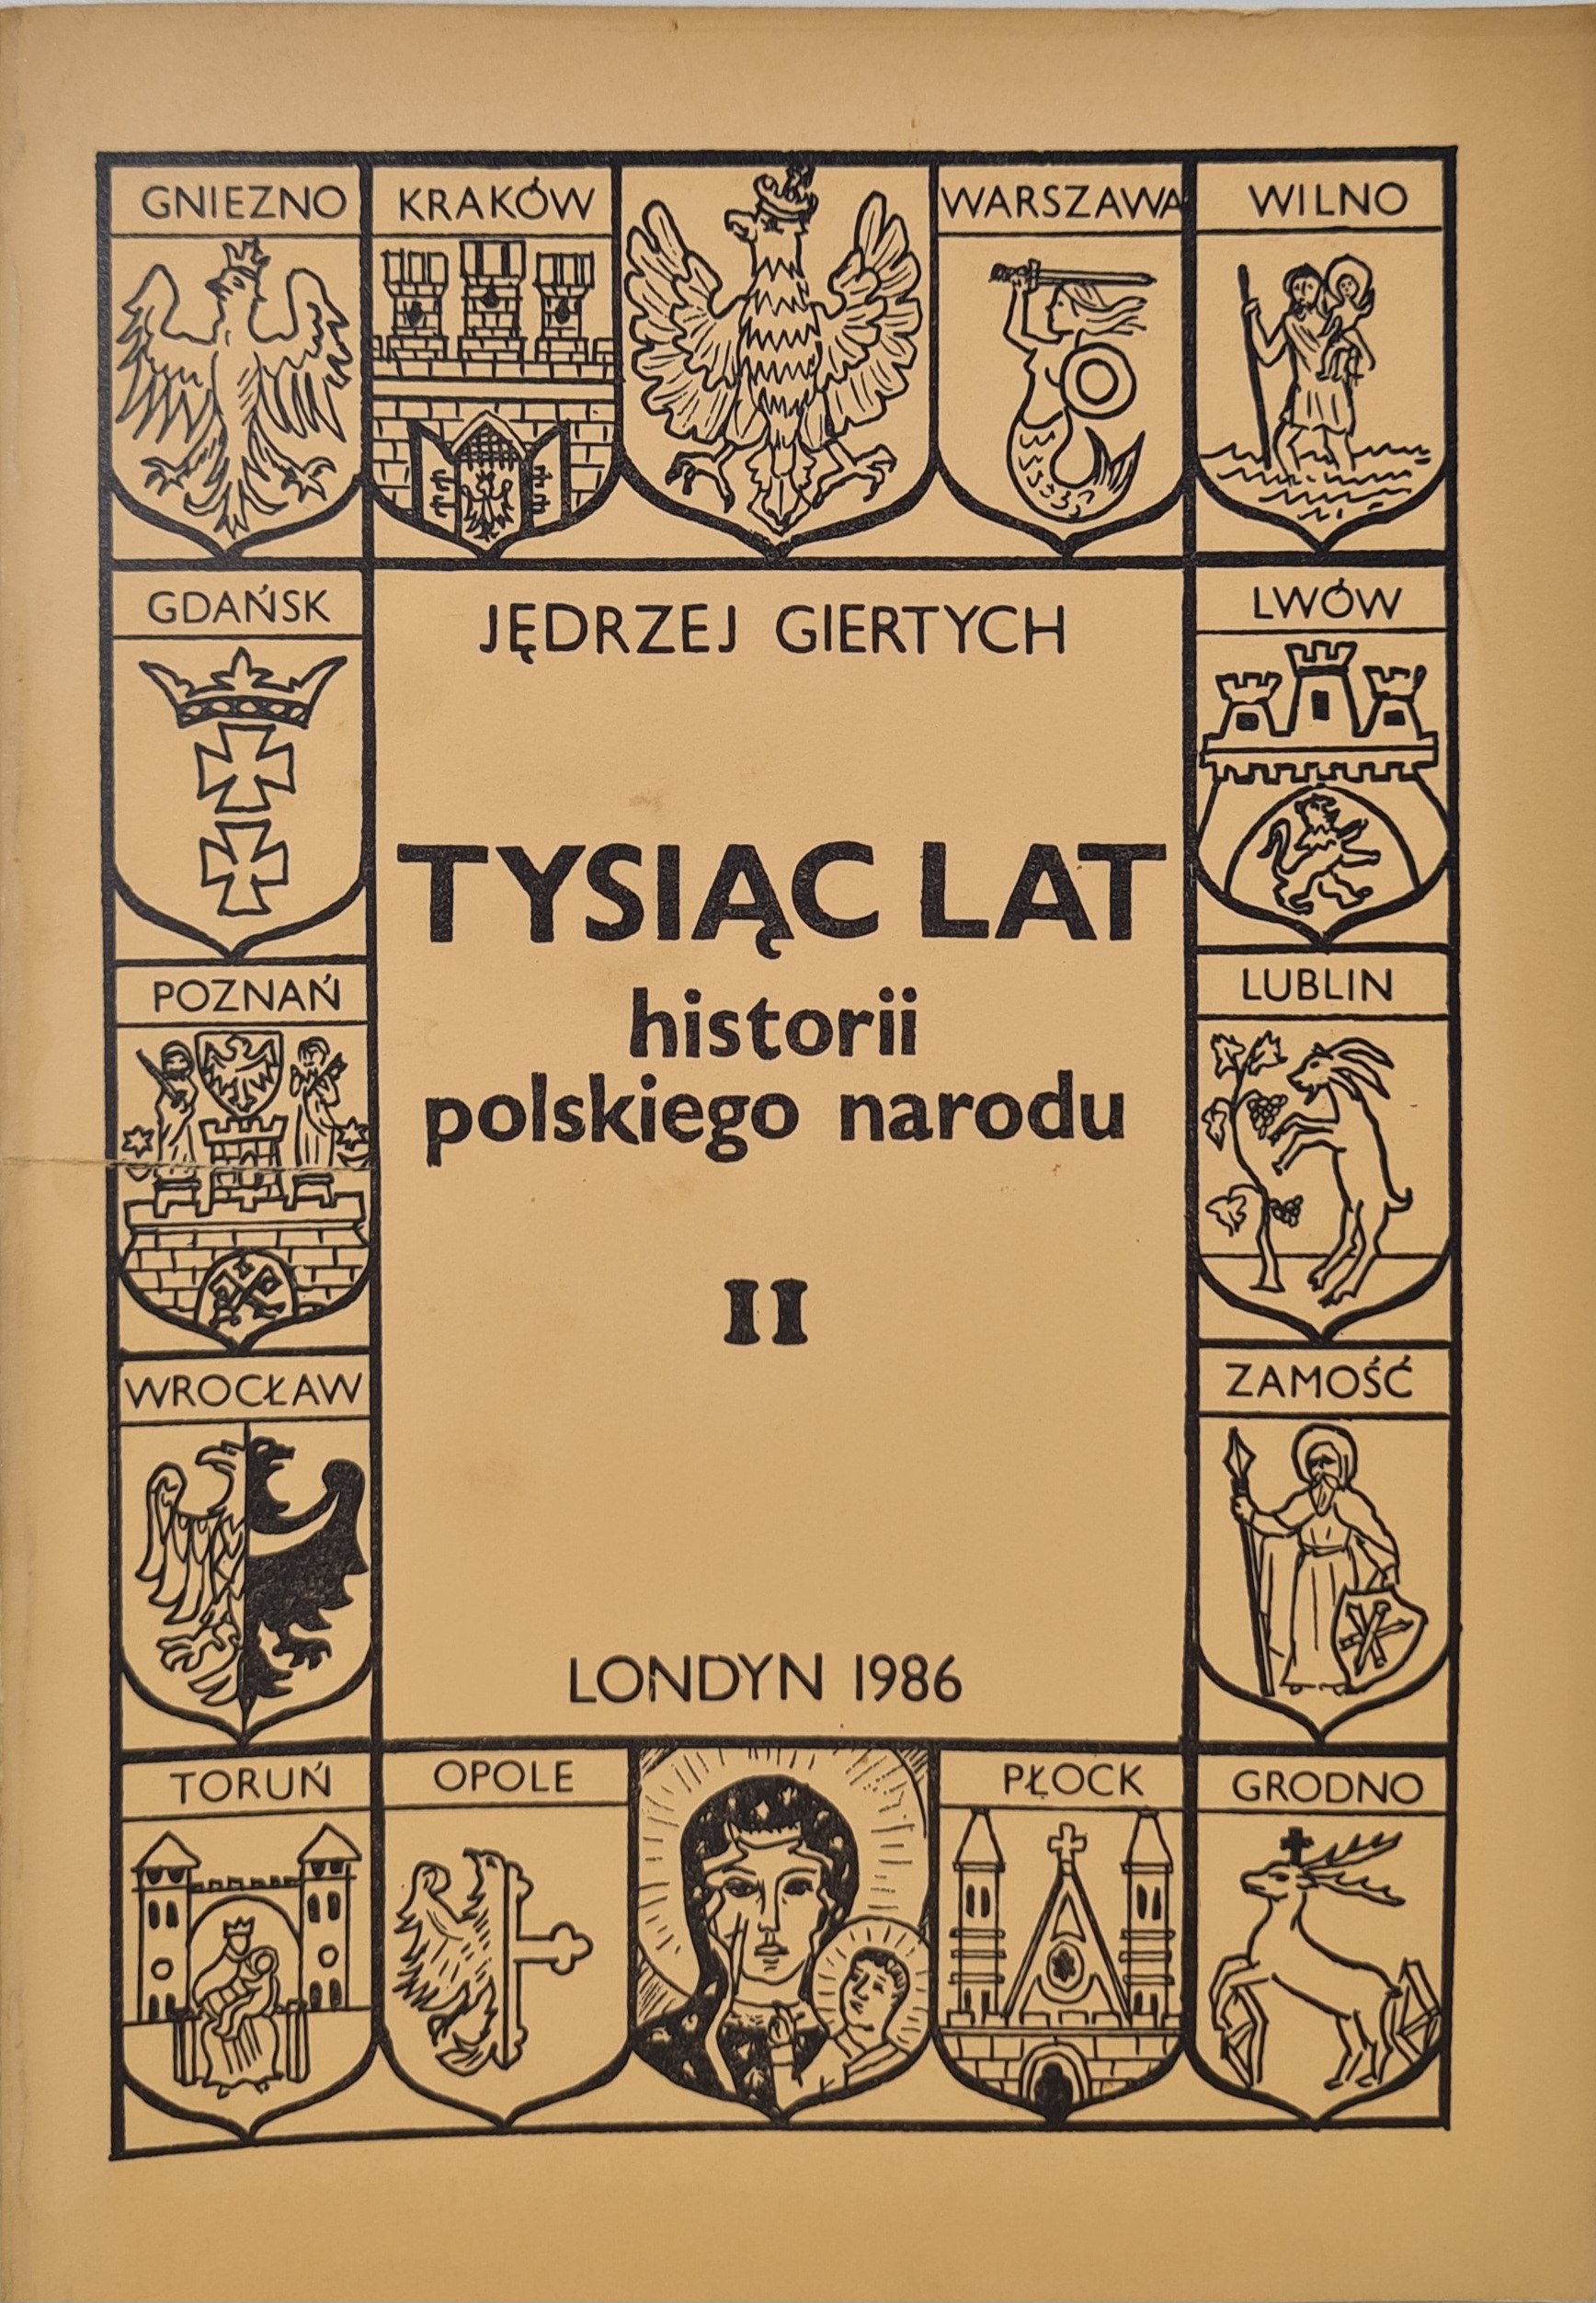 GNIEZNO
KRAKÓW
WARSZAWA
WILNO
GDAŃSK
JĘDRZEJ GIERTYCH
LWÓW
TYSIĄC LAT
historii
polskiego narodu
POZNAŃ
LUBLIN
II
WROCŁAW
ZAMOŚĆ
LONDYN 1986
TORUŃ
OPOLE
PŁOCK
GRODNO